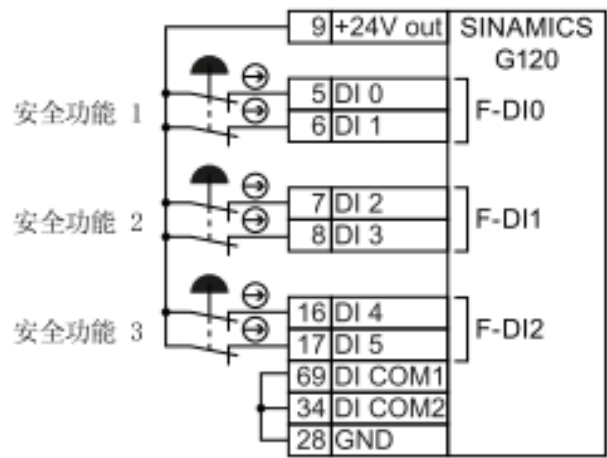 9 +24V out SINAMICS
G120
安全功能 1 5 DI 0 F-DI0
6 DI 1
安全功能 2 7 DI 2 F-DI1
8 DI 3
安全功能 3 16 DI 4 F-DI2
17 DI 5
69 DI COM1
34 DI COM2
28 GND